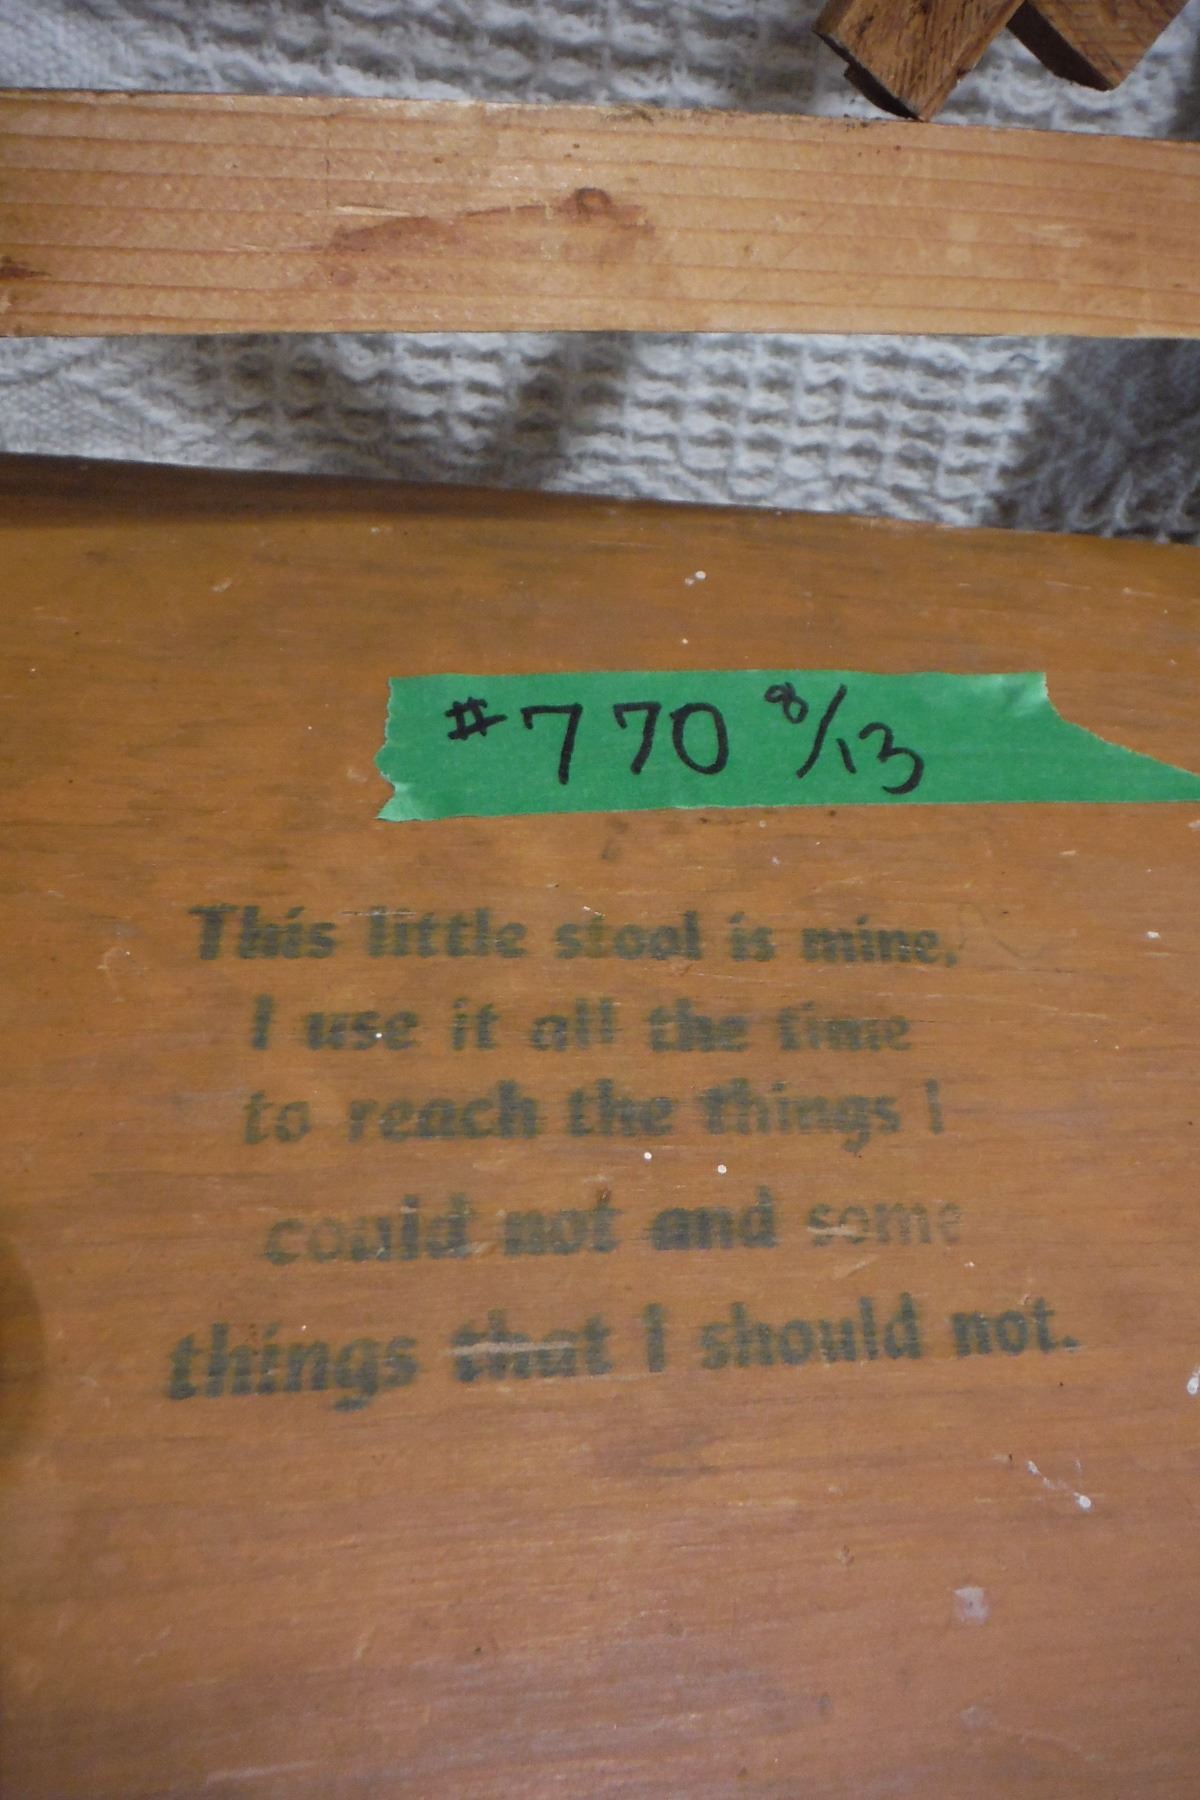 #770 8/13
This little stool is mine,
I use it all the time
to reach the things I
could not and some
things that I should not.